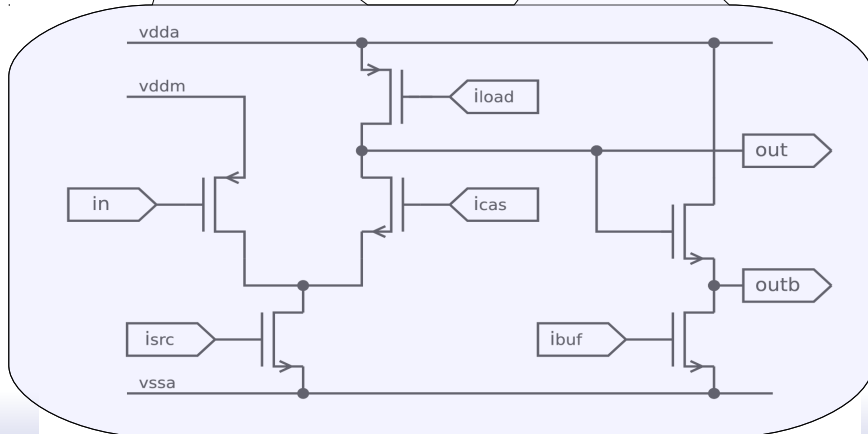 vdda
vddm
iload
out
in
icas
outb
isrc
ibuf
vssa